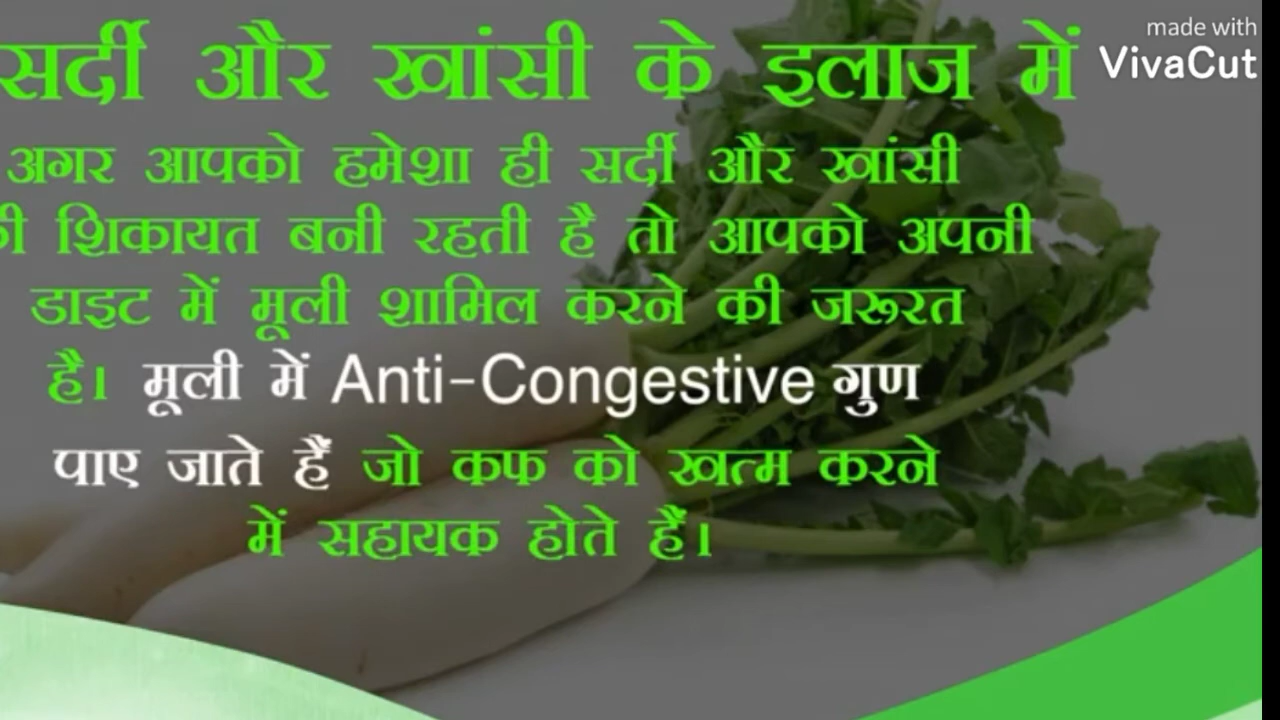 made with
VivaCut
सर्दी और खांसी के इलाज में
अगर आपको हमेशा ही सर्दी और खांसी
की शिकायत बनी रहती है तो आपको अपनी
डाइट में मूली शामिल करने की जरूरत
है। मूली में Anti-Congestive गुण
पाए जाते हैं जो कफ को खत्म करने
में सहायक होते हैं।